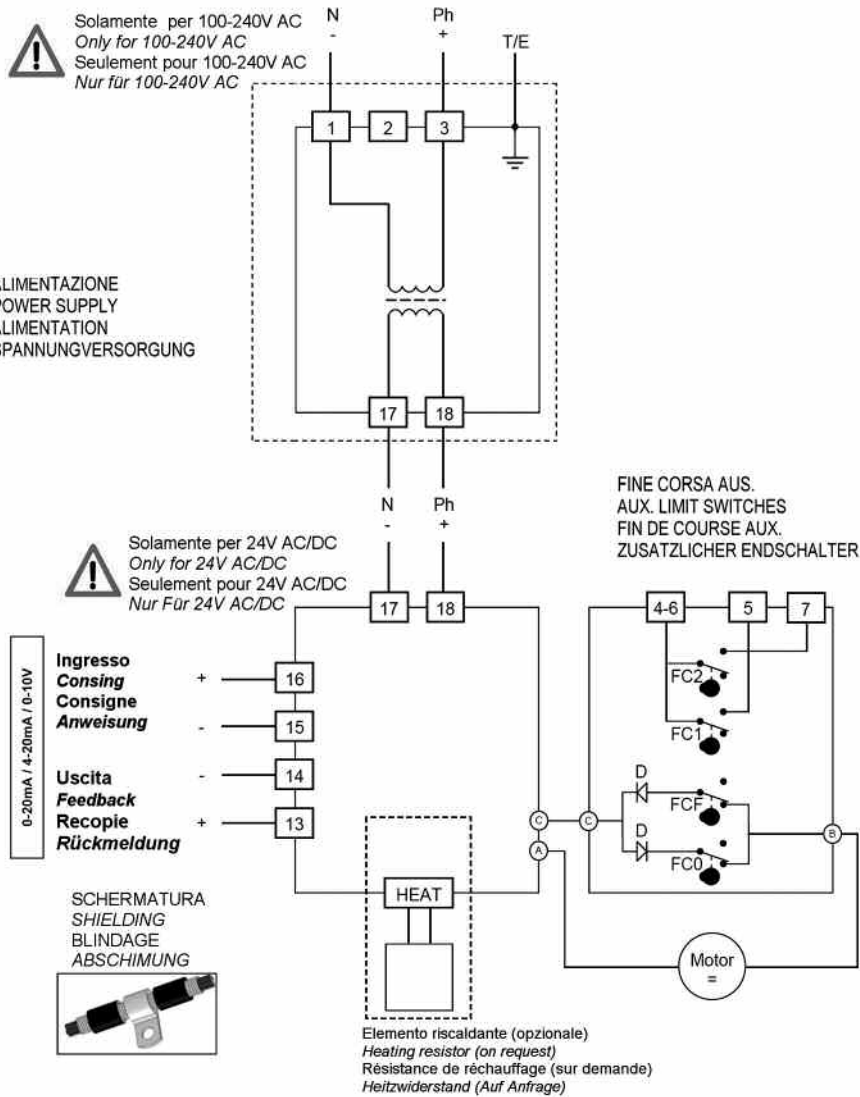 Solamente per 100-240V AC
Only for 100-240V AC
Seulement pour 100-240V AC
Nur für 100-240V AC
N
-
Ph
+
T/E
1
2
3
LIMENTAZIONE
POWER SUPPLY
LIMENTATION
SPANNUNGVERSORGUNG
17
18
N
-
Ph
+
Solamente per 24V AC/DC
Only for 24V AC/DC
Seulement pour 24V AC/DC
Nur Für 24V AC/DC
17
18
FINE CORSA AUS.
AUX. LIMIT SWITCHES
FIN DE COURSE AUX.
ZUSATZLICHER ENDSCHALTER
4-6
5
7
FC2
FC1
D
FCF
D
FC0
C
C
A
B
0-20mA / 4-20mA / 0-10V
Ingresso
Consing
Consigne
Anweisung
+
16
-
15
Uscita
Feedback
Recopie
Rückmeldung
-
14
+
13
HEAT
Motor
=
SCHERMATURA
SHIELDING
BLINDAGE
ABSCHIMUNG
Elemento riscaldante (opzionale)
Heating resistor (on request)
Résistance de réchauffage (sur demande)
Heitzwiderstand (Auf Anfrage)